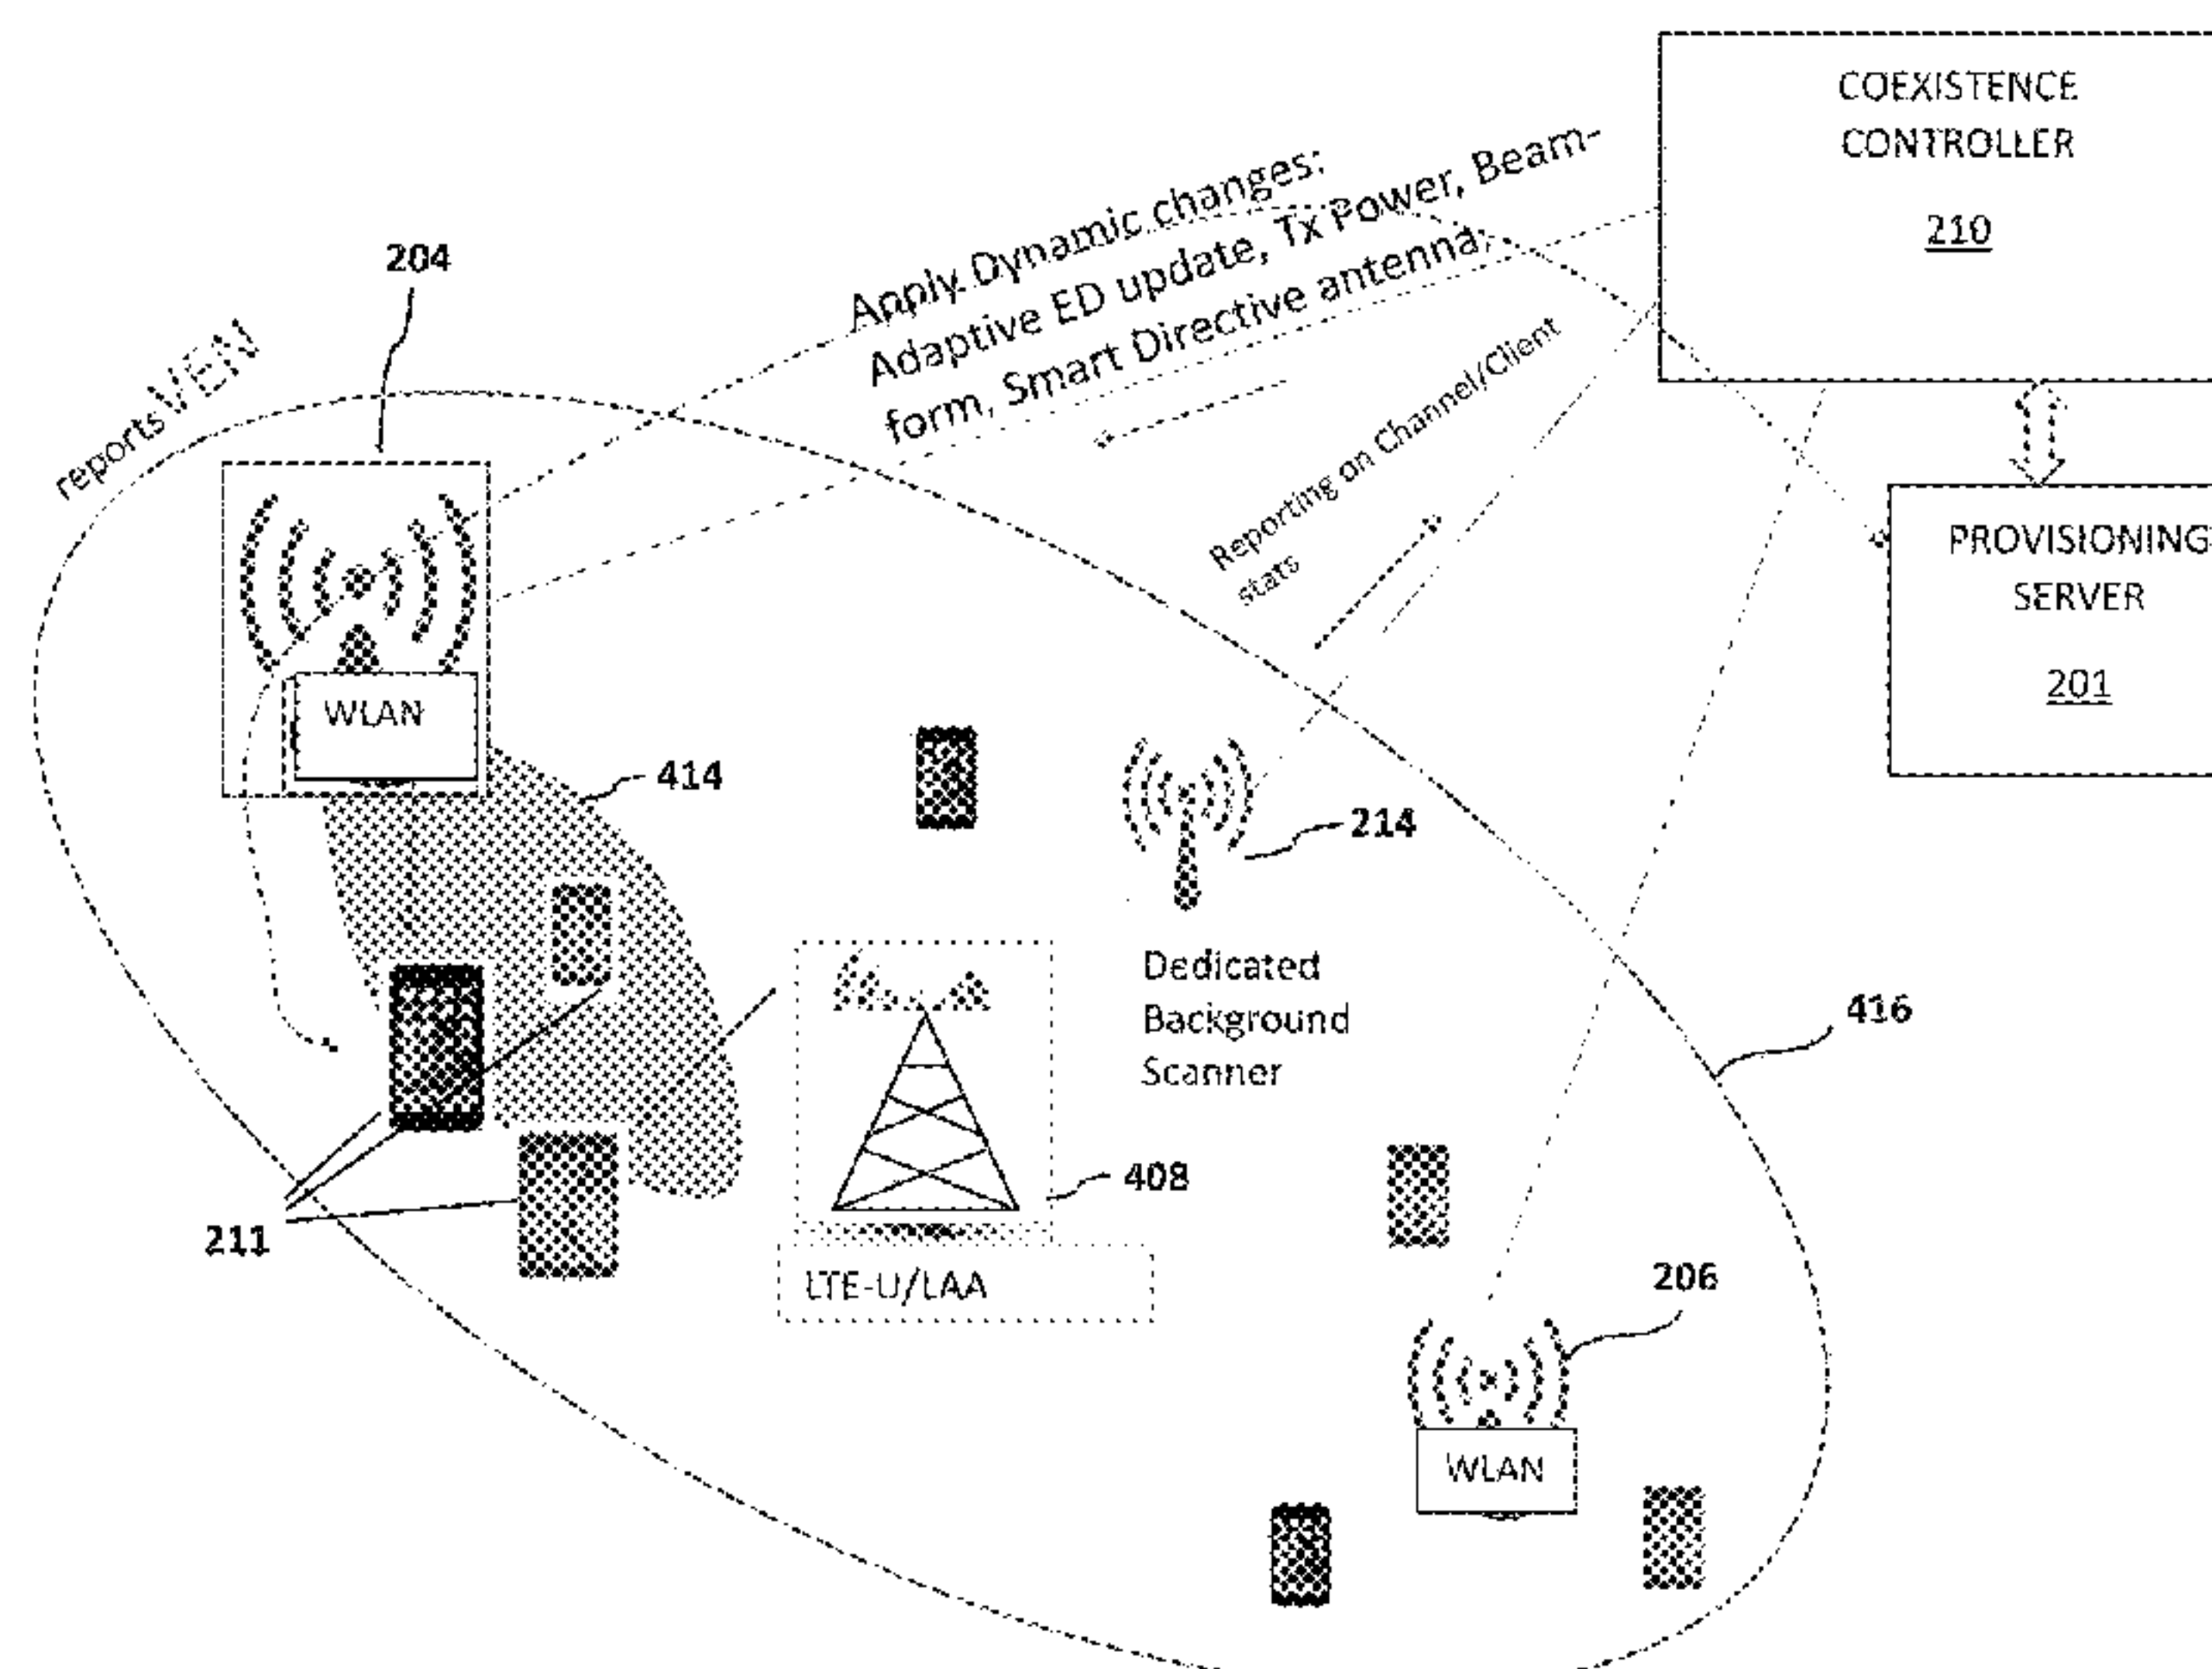 COEXISTENCE
CONTROLLER
210
Apply Dynamic changes:
Adaptive ED update, Tx Power, Beam-
form, Smart Directive antenna,
204
reports VEN
Reporting on Channel/Client
stats
PROVISIONING
SERVER
201
WLAN
414
214
Dedicated
Background
Scanner
416
408
211
LTE-U/LAA
206
WLAN